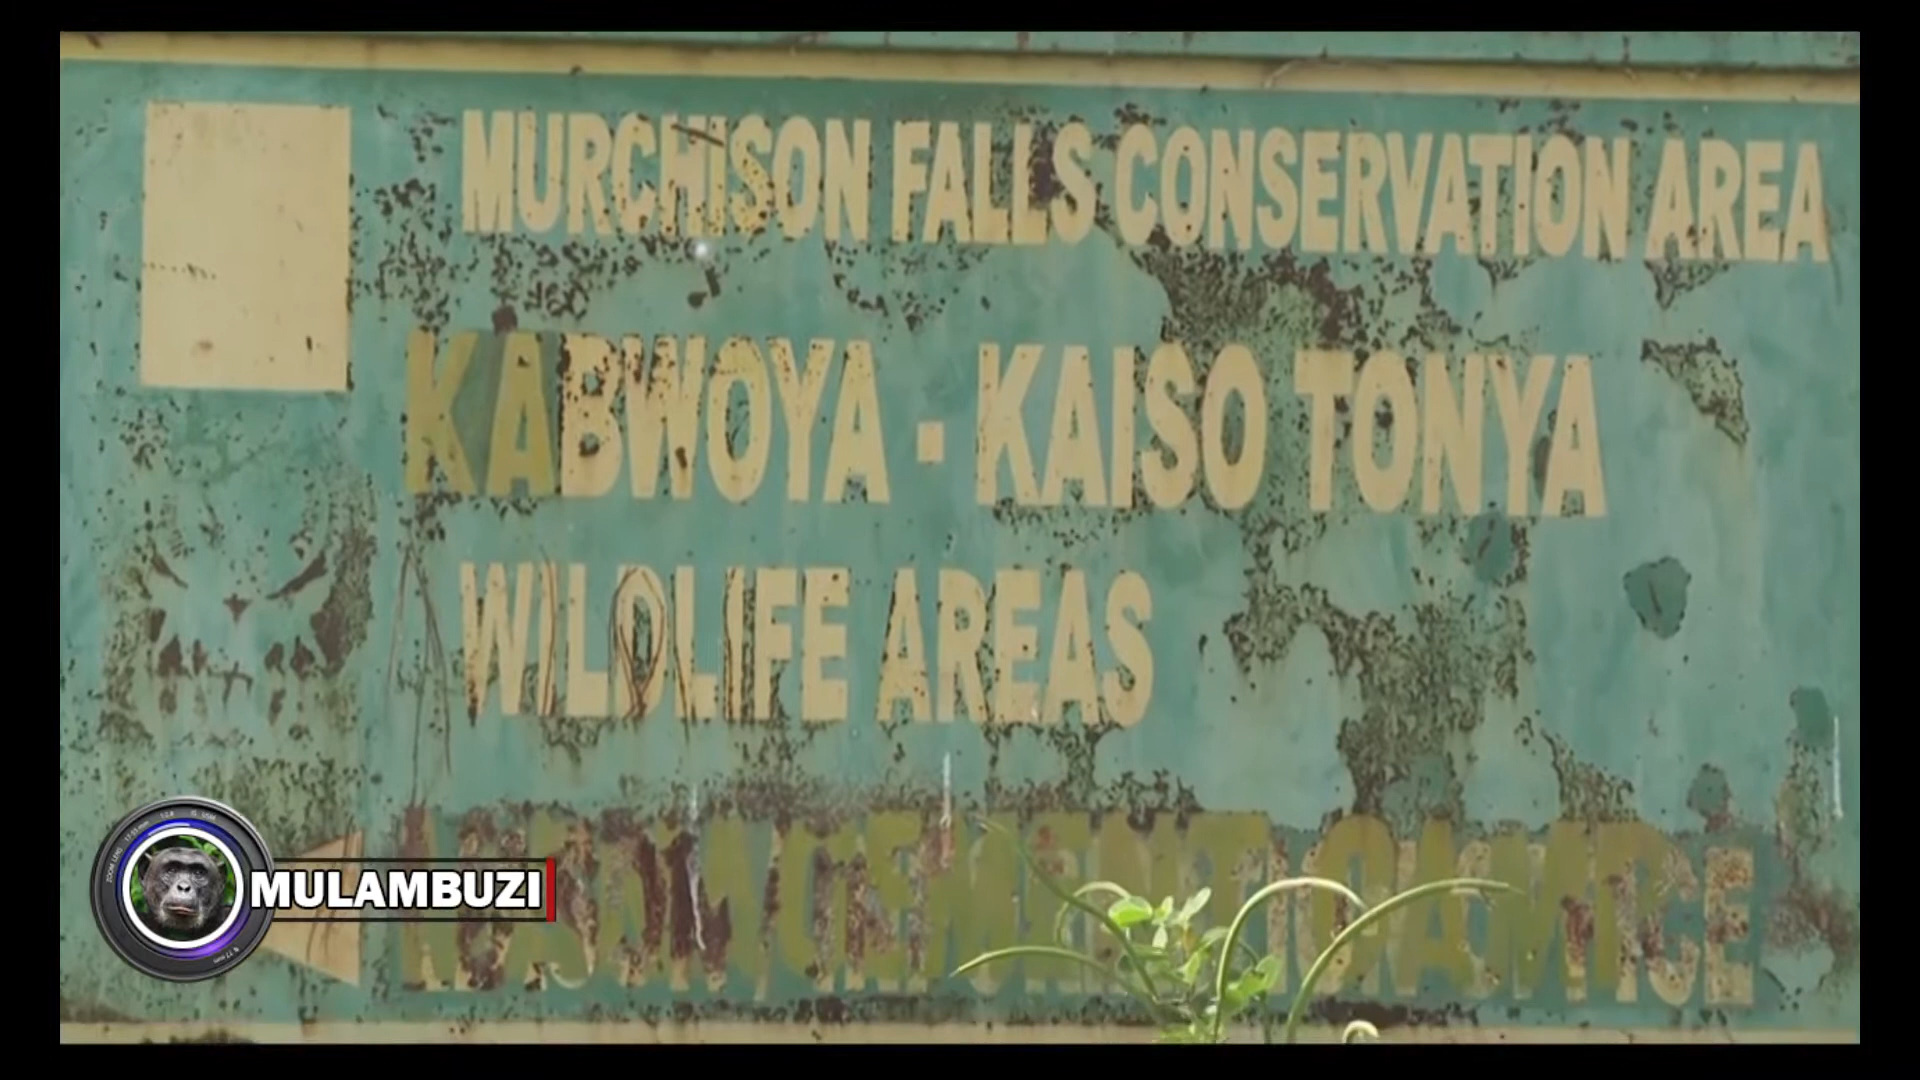 MURCHISON FALLS CONSERVATION AREA
KABWOYA - KAISO TONYA
WILDLIFE AREAS
MULAMBUZI